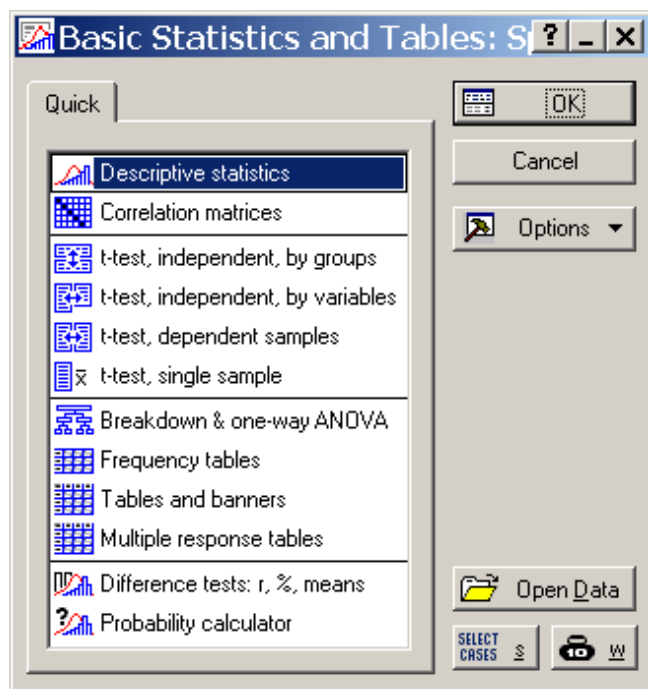 Basic Statistics and Tables: Sp
Quick
Descriptive statistics
Correlation matrices
t-test, independent, by groups
t-test, independent, by variables
t-test, dependent samples
t-test, single sample
Breakdown & one-way ANOVA
Frequency tables
Tables and banners
Multiple response tables
Difference tests: r, %, means
Probability calculator
OK
Cancel
Options
Open Data
SELECT CASES S
10 W